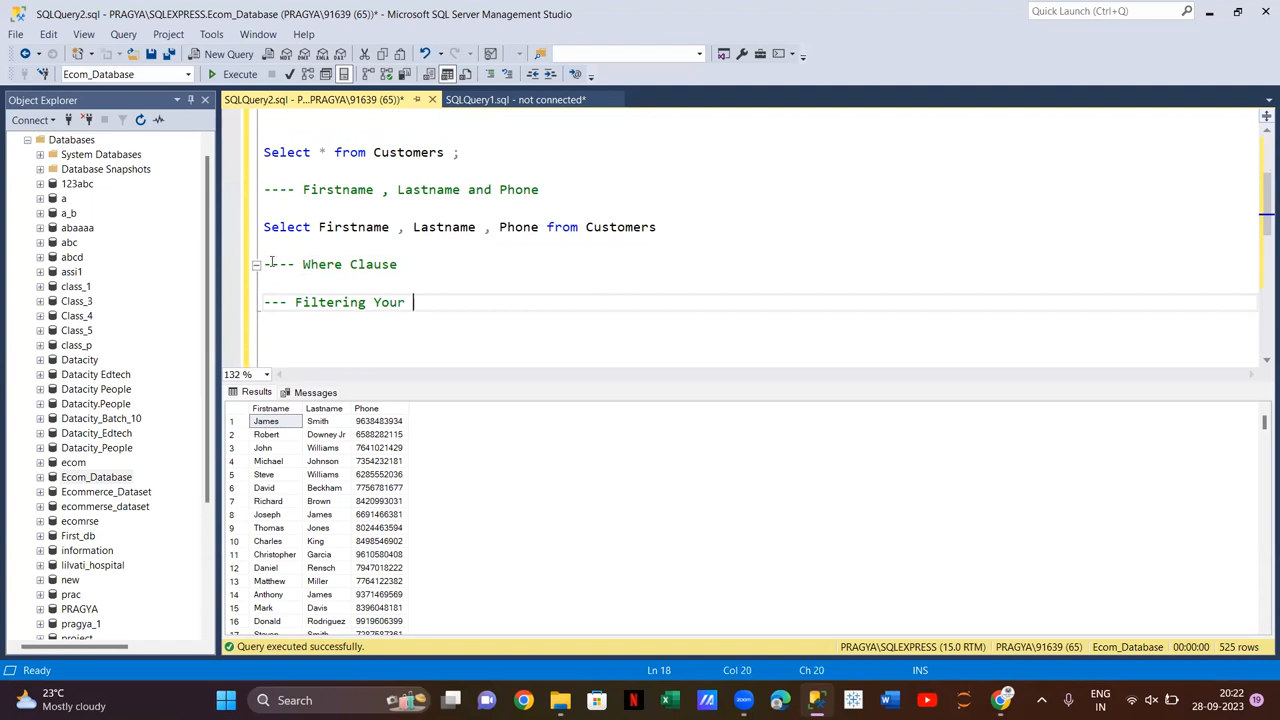 SQLQuery2.sql - PRAGYA\SQLEXPRESS.Ecom_Database (PRAGYA\91639 (65))* - Microsoft SQL Server Management Studio
Quick Launch (Ctrl+Q)
File Edit View Query Project Tools Window Help
New Query
Ecom_Database Execute
Object Explorer
SQLQuery2.sql - P...PRAGYA\91639 (65))* SQLQuery1.sql - not connected*
Connect
Databases
System Databases
Database Snapshots
123abc
a
a_b
abaaaa
abc
abcd
assi1
class_1
Class_3
Class_4
Class_5
class_p
Datacity
Datacity Edtech
Datacity People
Datacity.People
Datacity_Batch_10
Datacity_Edtech
Datacity_People
ecom
Ecom_Database
Ecommerce_Dataset
ecommerse_dataset
ecomrse
First_db
information
lilvati_hospital
new
prac
PRAGYA
pragya_1
project
Select * from Customers ;
---- Firstname , Lastname and Phone
Select Firstname , Lastname , Phone from Customers
---- Where Clause
--- Filtering Your
132 %
Results Messages
Firstname Lastname Phone
1 James Smith 9638483934
2 Robert Downey Jr 6588282115
3 John Williams 7641021429
4 Michael Johnson 7354232181
5 Steve Williams 6285552036
6 David Beckham 7756781677
7 Richard Brown 8420993031
8 Joseph James 6691466381
9 Thomas Jones 8024463594
10 Charles King 8498546902
11 Christopher Garcia 9610580408
12 Daniel Rensch 7947018222
13 Matthew Miller 7764122382
14 Anthony James 9371469569
15 Mark Davis 8396048181
16 Donald Rodriguez 9919606399
17 Steven Smith 7287587361
Query executed successfully. PRAGYA\SQLEXPRESS (15.0 RTM) PRAGYA\91639 (65) Ecom_Database 00:00:00 525 rows
Ready Ln 18 Col 20 Ch 20 INS
23°C
Mostly cloudy
Search
ENG
IN
20:22
28-09-2023
19